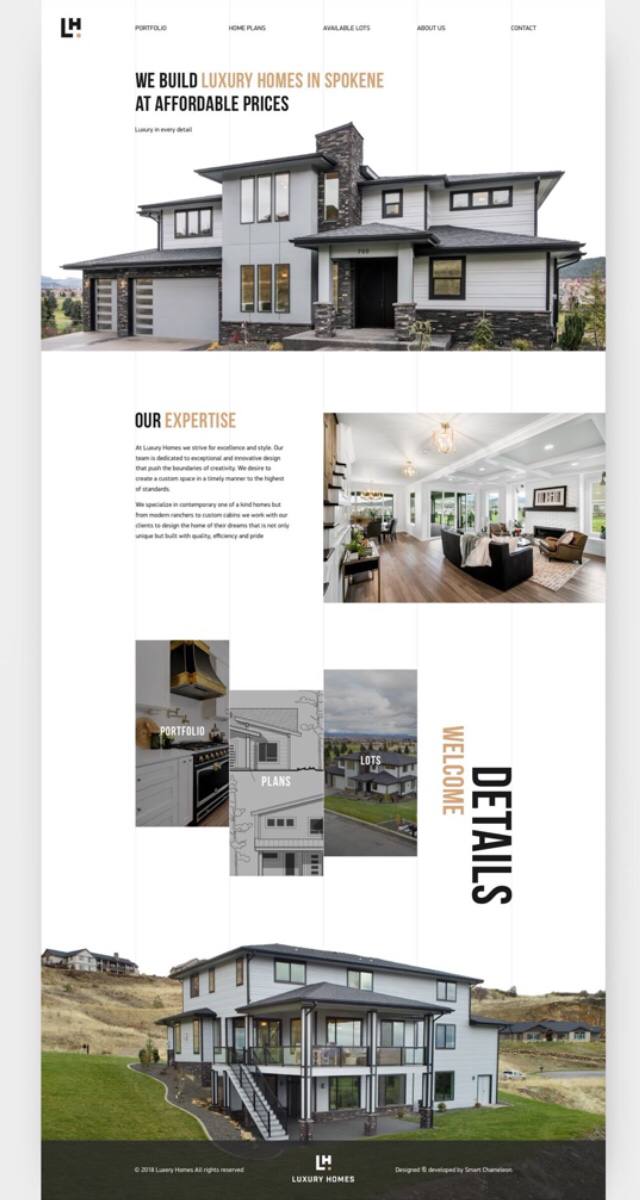 LH
PORTFOLIO HOME PLANS AVAILABLE LOTS ABOUT US CONTACT
WE BUILD LUXURY HOMES IN SPOKENE
AT AFFORDABLE PRICES
Luxury in every detail
OUR EXPERTISE
At Luxury Homes we strive for excellence and style. Our
team is dedicated to exceptional and innovative design
that push the boundaries of creativity. We desire to
create a custom space in a timely manner to the highest
of standards.
We specialize in contemporary one of a kind homes but
from modern ranchers to custom cabins we work with our
clients to design the home of their dreams that is not only
unique but built with quality, efficiency and pride
PORTFOLIO
PLANS
LOTS
WELCOME
DETAILS
© 2018 Luxery Homes All rights reserved
LH
LUXURY HOMES
Designed & developed by Smart Chameleon